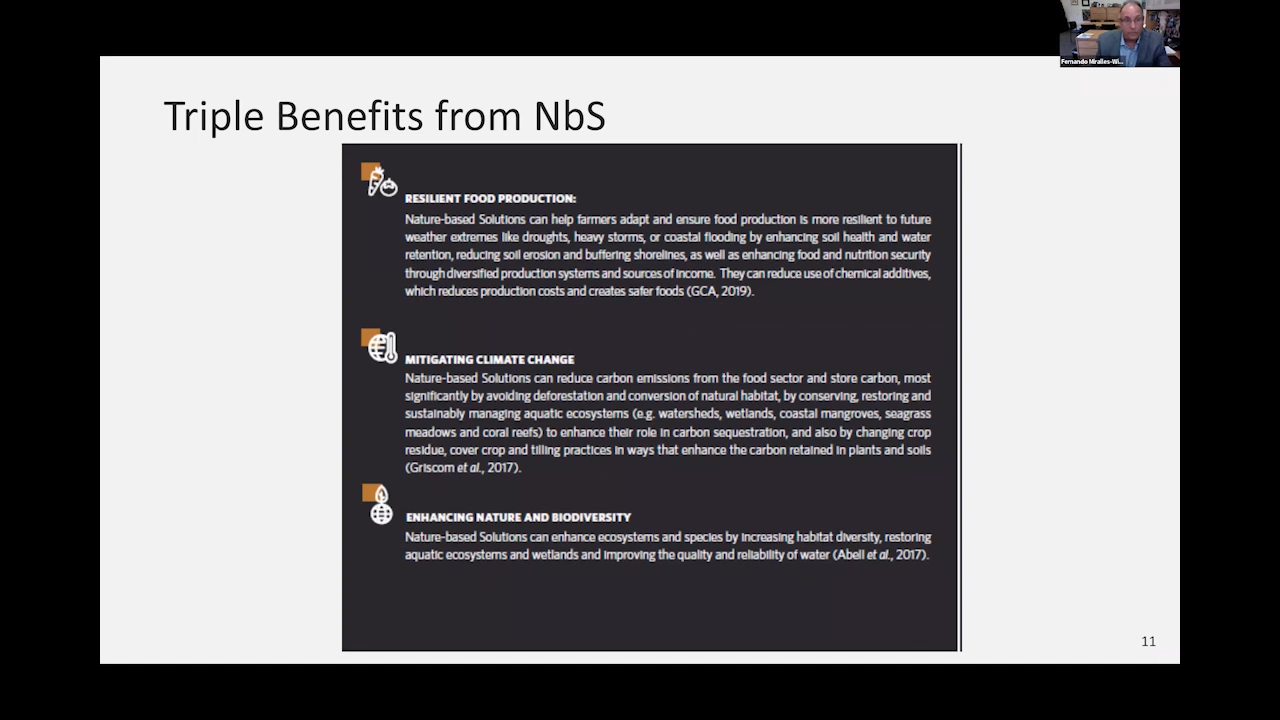 Fernando Miralles-Wi...
Triple Benefits from NbS
RESILIENT FOOD PRODUCTION:
Nature-based Solutions can help farmers adapt and ensure food production is more resilient to future
weather extremes like droughts, heavy storms, or coastal flooding by enhancing soil health and water
retention, reducing soil erosion and buffering shorelines, as well as enhancing food and nutrition security
through diversified production systems and sources of income. They can reduce use of chemical additives,
which reduces production costs and creates safer foods (GCA, 2019).
MITIGATING CLIMATE CHANGE
Nature-based Solutions can reduce carbon emissions from the food sector and store carbon, most
significantly by avoiding deforestation and conversion of natural habitat, by conserving, restoring and
sustainably managing aquatic ecosystems (e.g. watersheds, wetlands, coastal mangroves, seagrass
meadows and coral reefs) to enhance their role in carbon sequestration, and also by changing crop
residue, cover crop and tilling practices in ways that enhance the carbon retained in plants and soils
(Griscom et al., 2017).
ENHANCING NATURE AND BIODIVERSITY
Nature-based Solutions can enhance ecosystems and species by increasing habitat diversity, restoring
aquatic ecosystems and wetlands and improving the quality and reliability of water (Abell et al., 2017).
11